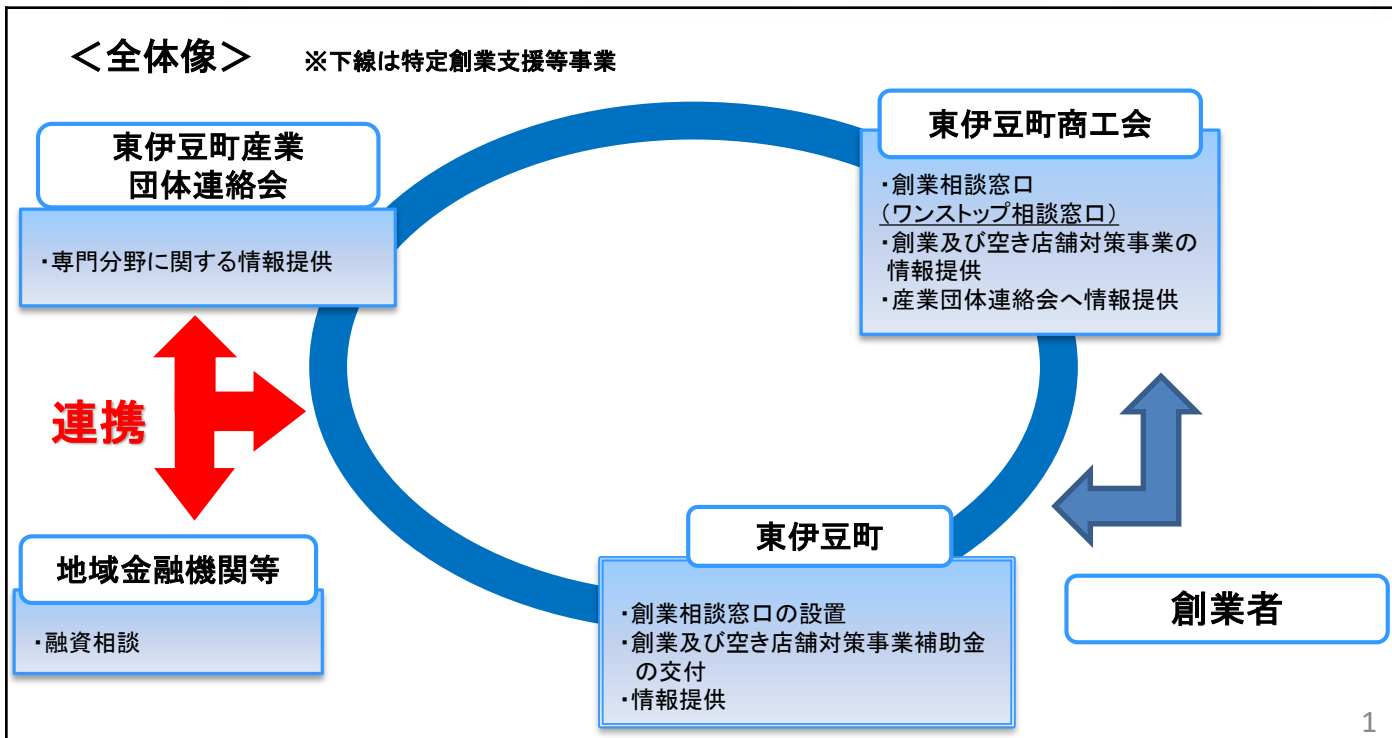 ＜全体像＞ ※下線は特定創業支援等事業
東伊豆町産業
団体連絡会
・専門分野に関する情報提供
東伊豆町商工会
・創業相談窓口
（ワンストップ相談窓口）
・創業及び空き店舗対策事業の
情報提供
・産業団体連絡会へ情報提供
連携
地域金融機関等
・融資相談
東伊豆町
・創業相談窓口の設置
・創業及び空き店舗対策事業補助金
の交付
・情報提供
創業者
1